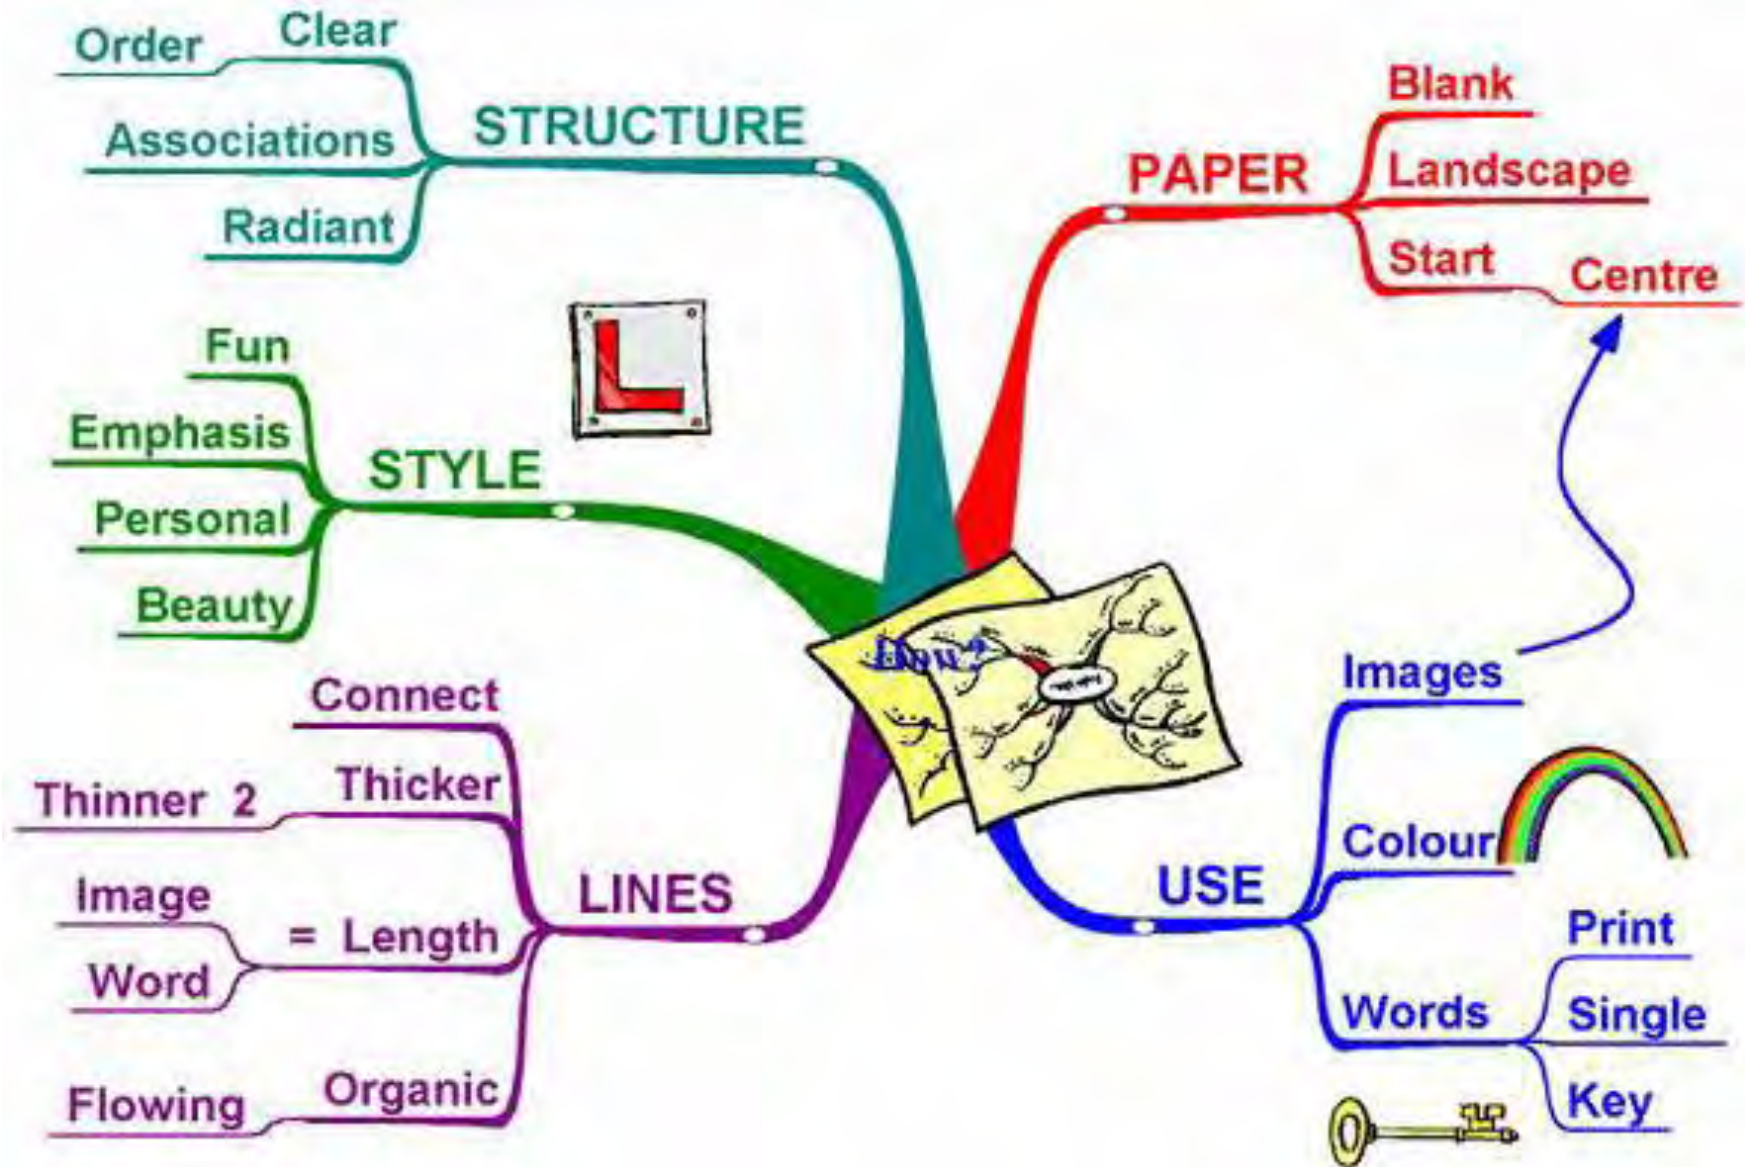 STRUCTURE
Clear
Order
Associations
Radiant
PAPER
Blank
Landscape
Start
Centre
L
STYLE
Fun
Emphasis
Personal
Beauty
How?
LINES
Connect
Thicker
Thinner 2
= Length
Image
Word
Organic
Flowing
USE
Images
Colour
Words
Print
Single
Key